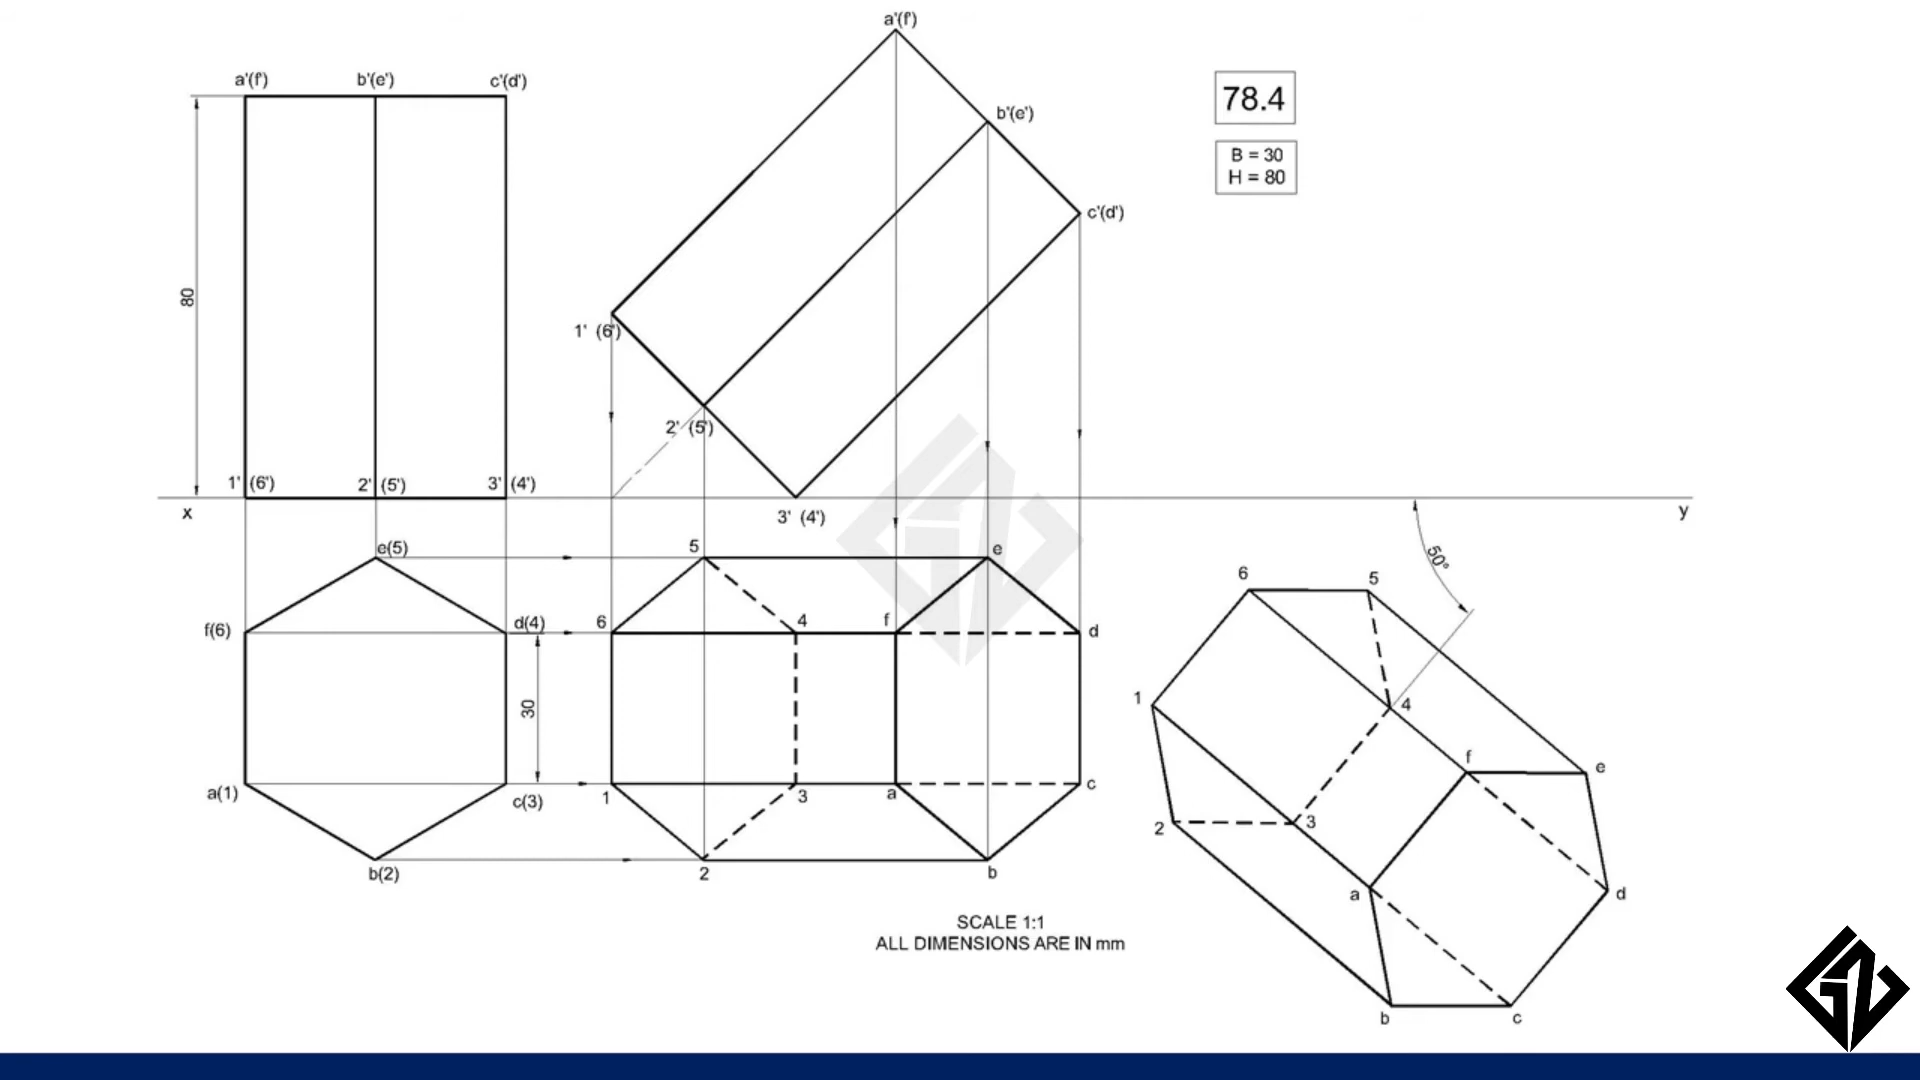 a'(f')
a'(f') b'(e') c'(d')
78.4
b'(e')
B = 30
H = 80
c'(d')
80
1' (6')
2' (5')
1' (6') 2' (5') 3' (4')
x
3' (4')
y
e(5)
5
e
50°
6
5
f(6)
d(4)
6
4
f
d
1
4
30
a(1)
c(3)
1
3
a
c
f
e
2
3
b(2)
2
b
a
d
SCALE 1:1
ALL DIMENSIONS ARE IN mm
b
c